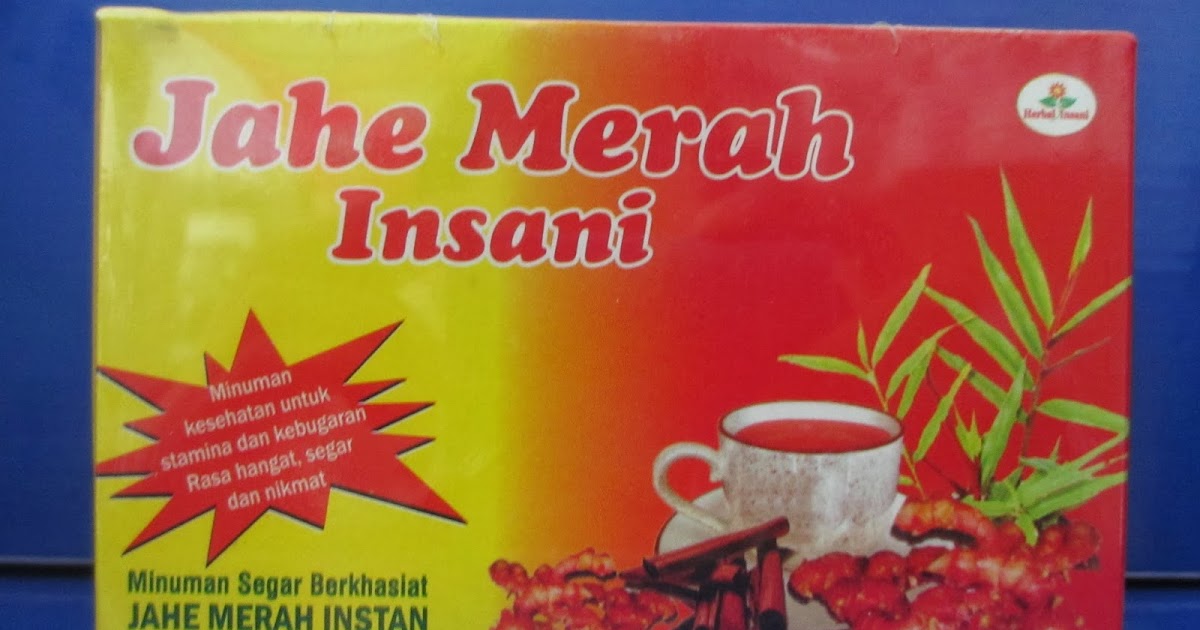 Jahe Merah
Insani
Herbal Insani
Minuman
kesehatan untuk
stamina dan kebugaran
Rasa hangat, segar
dan nikmat
Minuman Segar Berkhasiat
JAHE MERAH INSTAN